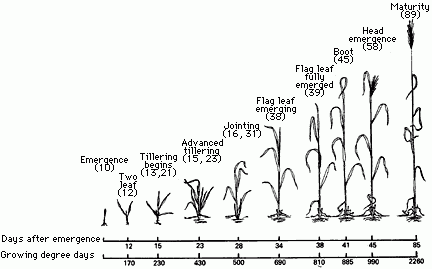 Maturity
(89)
Head
emergence
(58)
Boot
(45)
Flag leaf
fully
emerged
(39)
Flag leaf
emerging
(38)
Jointing
(16, 31)
Advanced
tillering
(15, 23)
Tillering
begins
(13,21)
Two
leaf
(12)
Emergence
(10)
Days after emergence 12 15 23 28 34 38 41 45 85
Growing degree days 170 230 430 500 690 810 885 990 2260